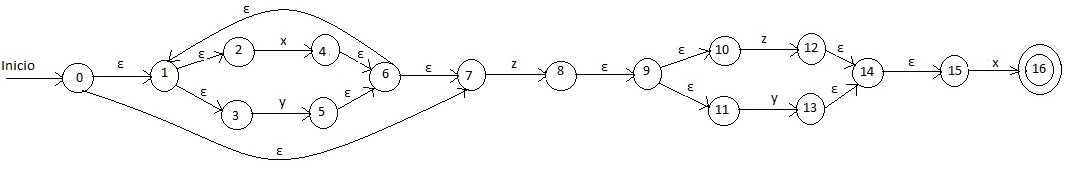 Inicio
0 ε 1 ε 2 x 4 ε 6 ε 7 z 8 ε 9 ε 10 z 12 ε 14 ε 15 x 16
ε 3 y 5 ε
ε 11 y 13 ε
ε
ε